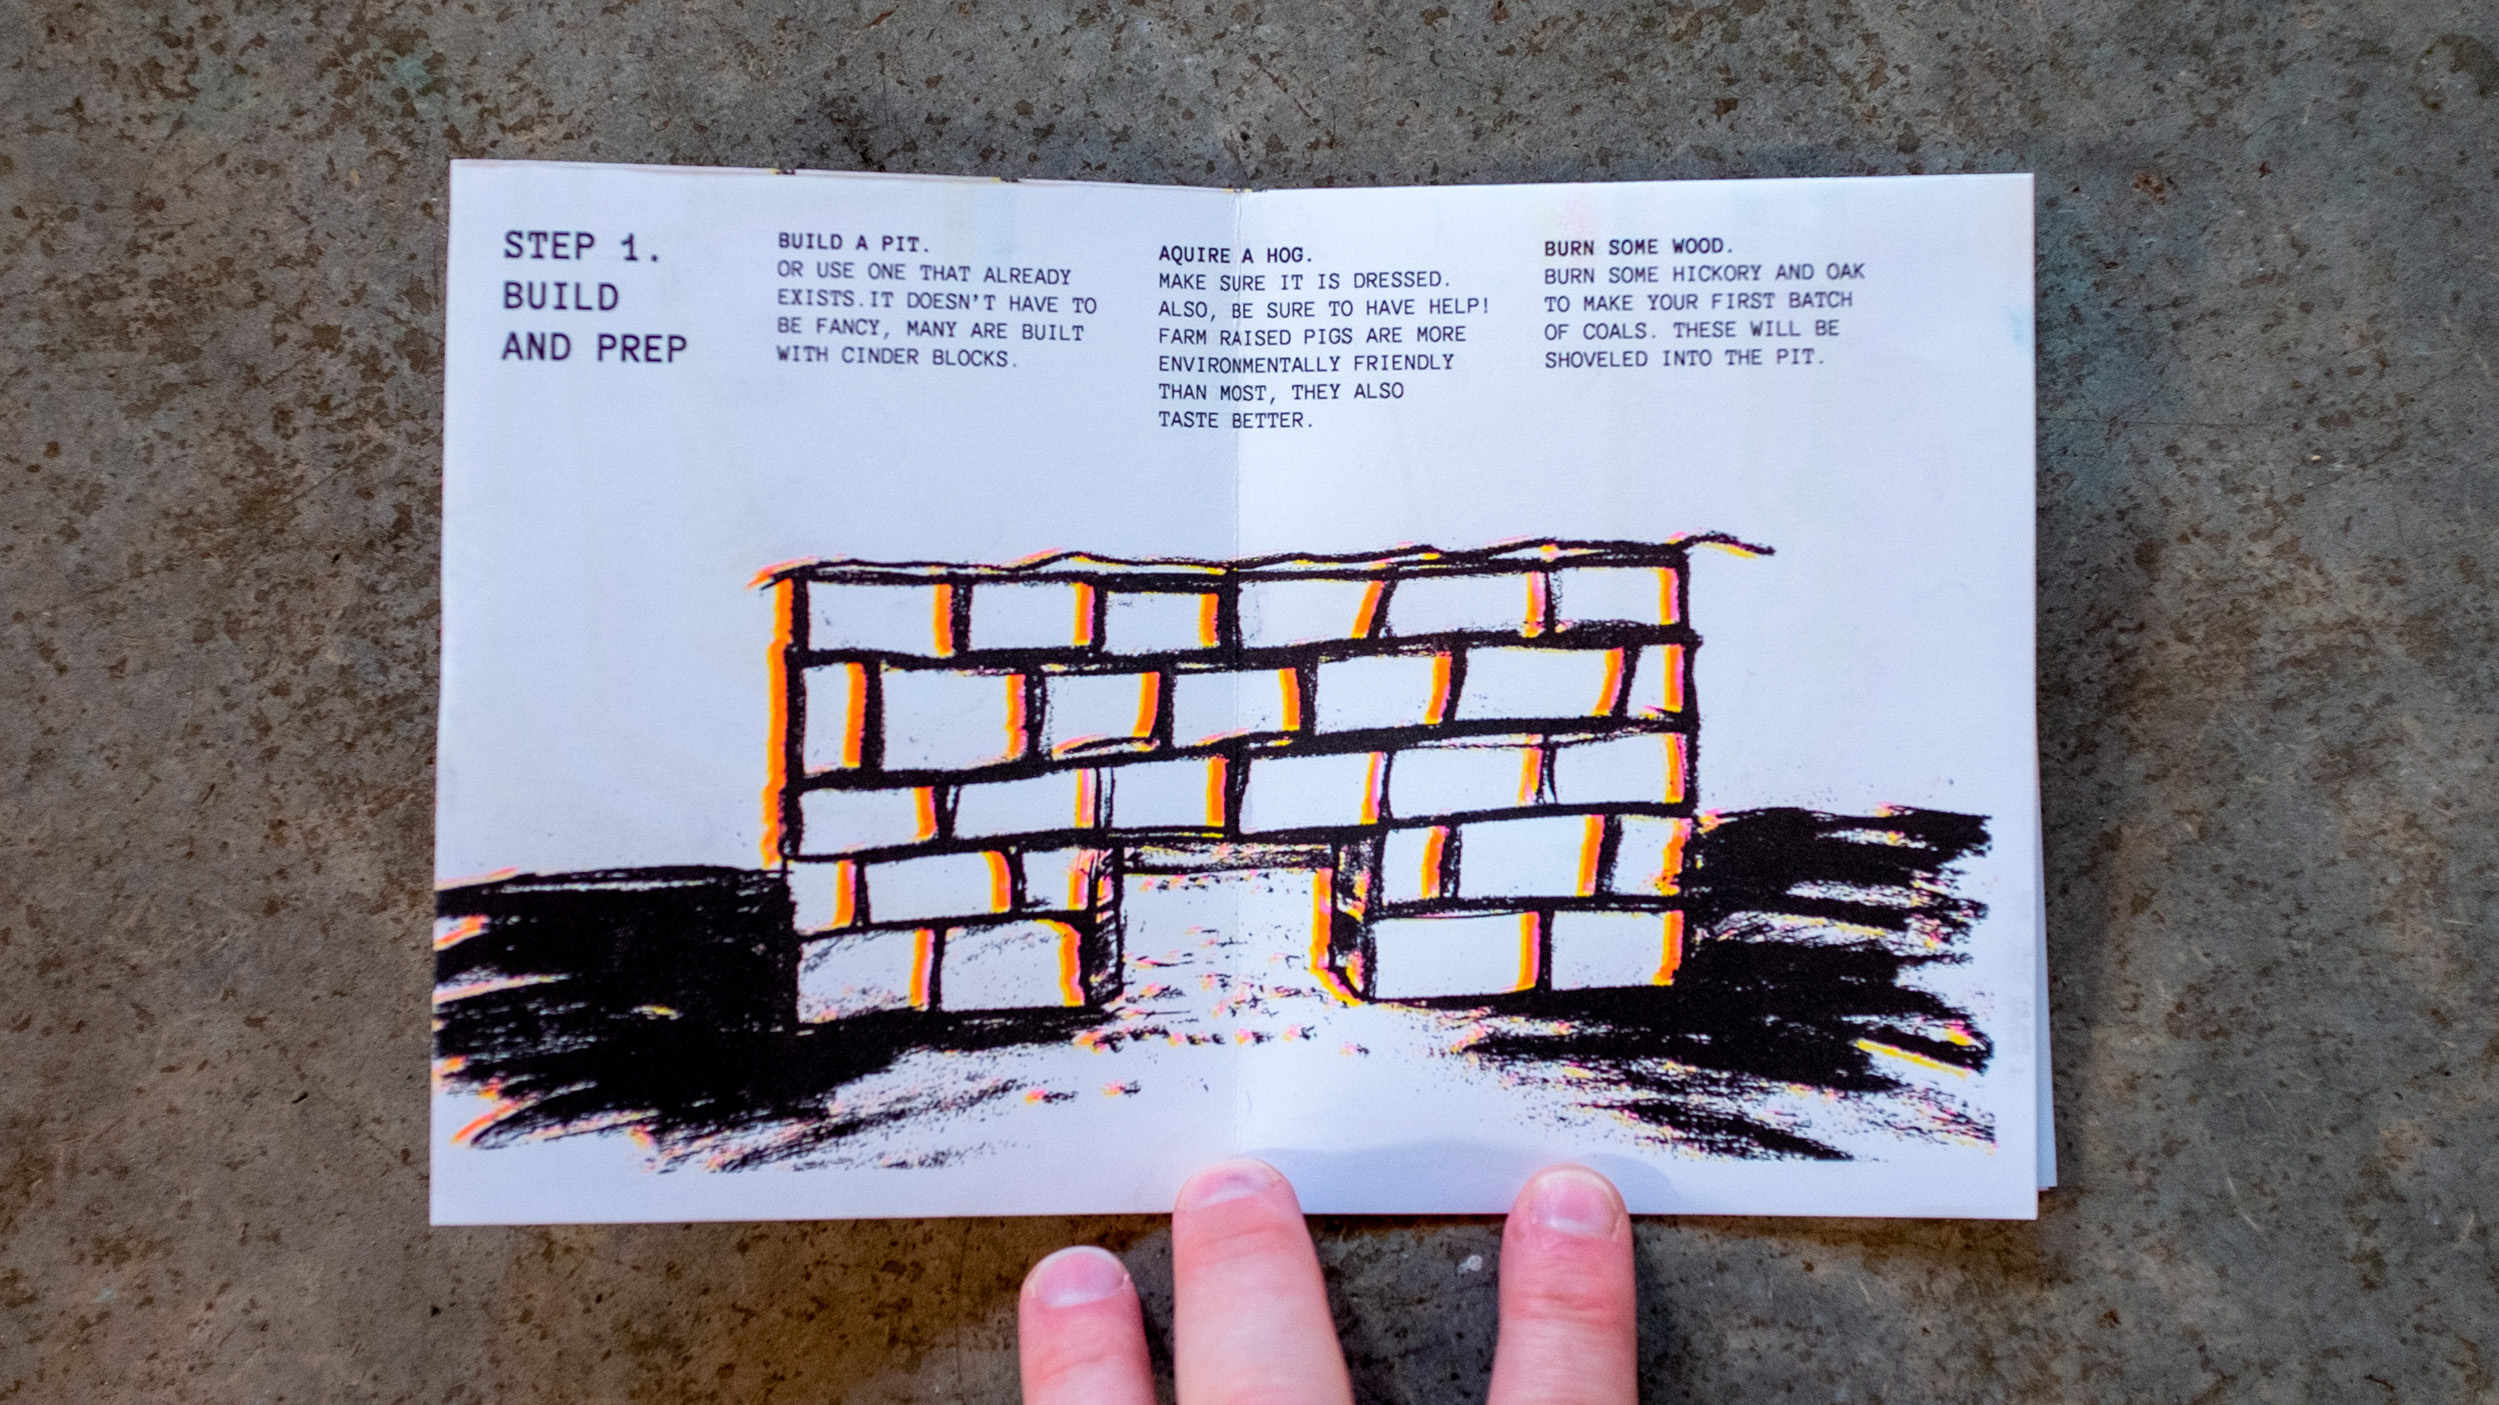 STEP 1.
BUILD
AND PREP
BUILD A PIT.
OR USE ONE THAT ALREADY
EXISTS.IT DOESN'T HAVE TO
BE FANCY, MANY ARE BUILT
WITH CINDER BLOCKS.
AQUIRE A HOG.
MAKE SURE IT IS DRESSED.
ALSO, BE SURE TO HAVE HELP!
FARM RAISED PIGS ARE MORE
ENVIRONMENTALLY FRIENDLY
THAN MOST, THEY ALSO
TASTE BETTER.
BURN SOME WOOD.
BURN SOME HICKORY AND OAK
TO MAKE YOUR FIRST BATCH
OF COALS. THESE WILL BE
SHOVELED INTO THE PIT.